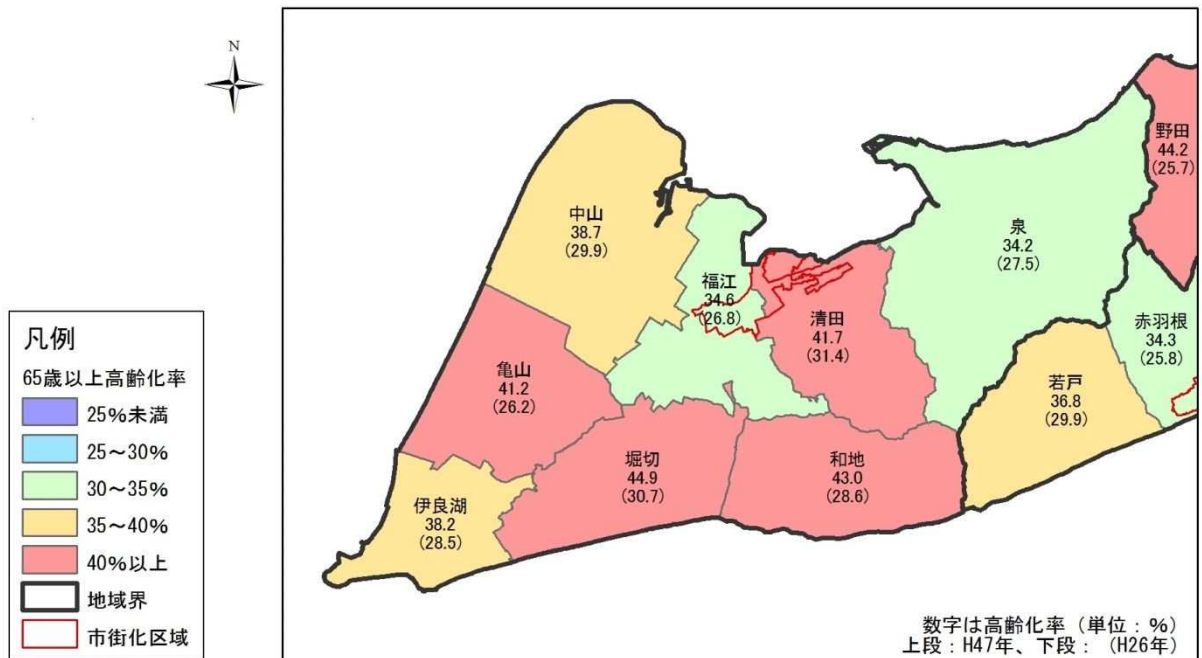 N
野田
44.2
(25.7)
中山
38.7
(29.9)
泉
34.2
(27.5)
福江
34.6
(26.8)
清田
41.7
(31.4)
赤羽根
34.3
(25.8)
亀山
41.2
(26.2)
若戸
36.8
(29.9)
堀切
44.9
(30.7)
和地
43.0
(28.6)
伊良湖
38.2
(28.5)
凡例
65歳以上高齢化率
25%未満
25～30%
30～35%
35～40%
40%以上
地域界
市街化区域
数字は高齢化率（単位：%）
上段：H47年、下段：（H26年）